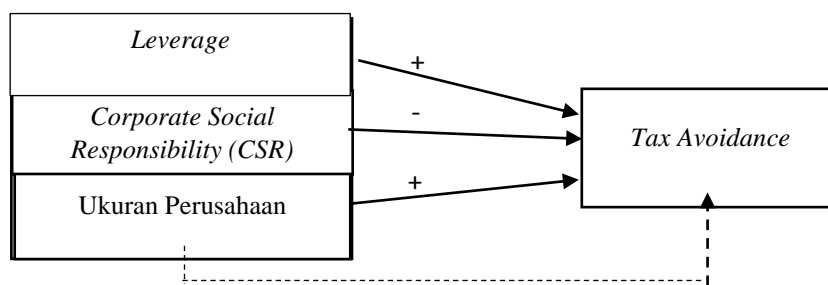 Leverage
+
Corporate Social
Responsibility (CSR)
-
Tax Avoidance
Ukuran Perusahaan
+